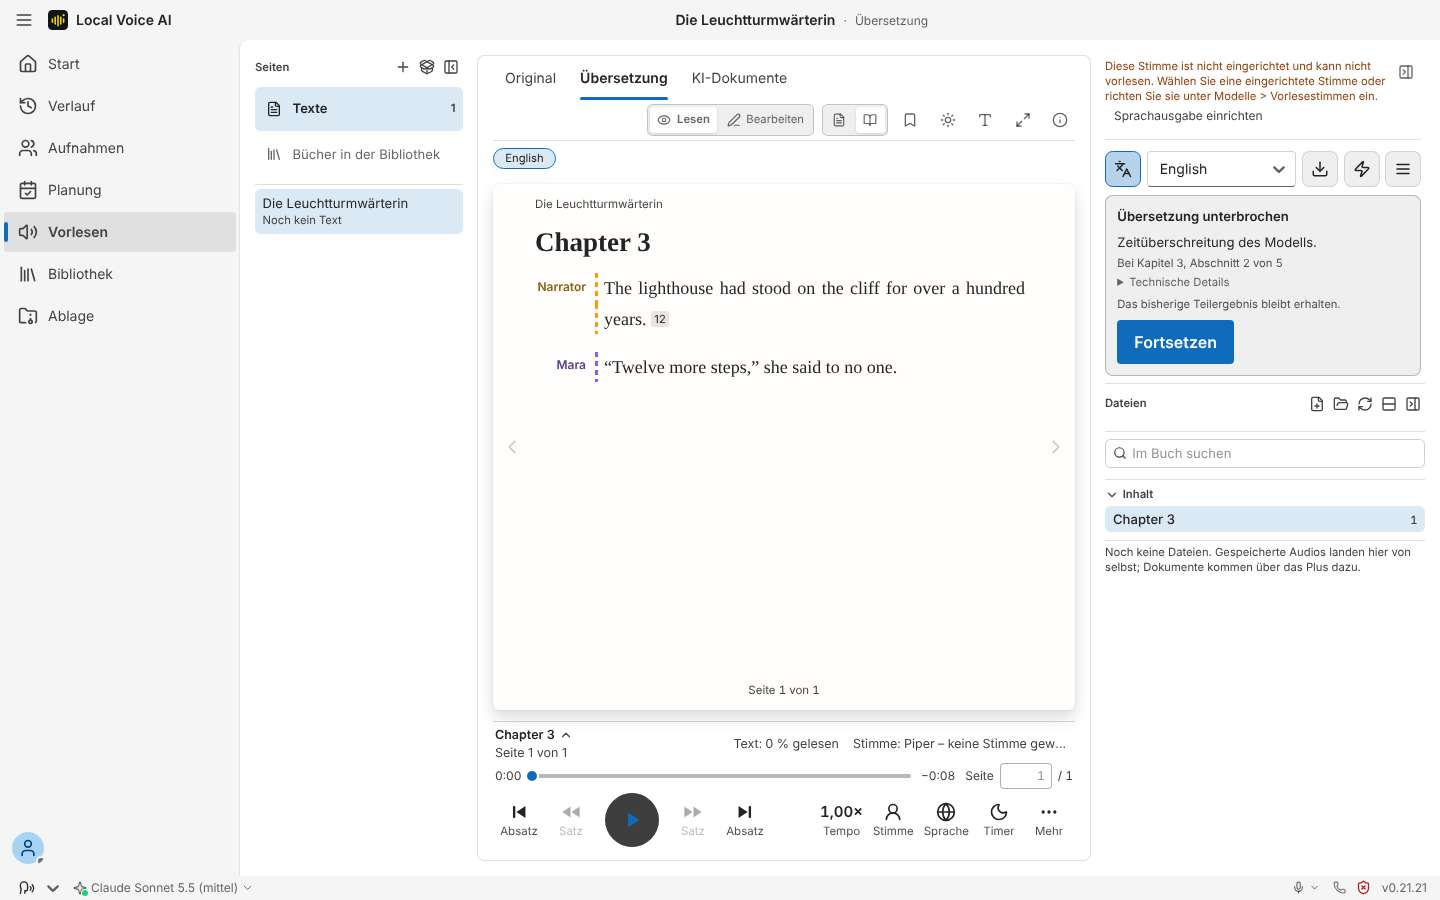 Local Voice AI
Die Leuchtturmwärterin · Übersetzung
Start
Verlauf
Aufnahmen
Planung
Vorlesen
Bibliothek
Ablage
Seiten
Texte 1
Bücher in der Bibliothek
Die Leuchtturmwärterin
Noch kein Text
Original Übersetzung KI-Dokumente
Lesen Bearbeiten
English
Die Leuchtturmwärterin
Chapter 3
Narrator The lighthouse had stood on the cliff for over a hundred
years. 12
Mara “Twelve more steps,” she said to no one.
Seite 1 von 1
Chapter 3
Seite 1 von 1
Text: 0 % gelesen Stimme: Piper – keine Stimme gew...
0:00 −0:08 Seite 1 / 1
Absatz Satz Satz Absatz
1,00×
Tempo Stimme Sprache Timer Mehr
Diese Stimme ist nicht eingerichtet und kann nicht
vorlesen. Wählen Sie eine eingerichtete Stimme oder
richten Sie sie unter Modelle > Vorlesestimmen ein.
Sprachausgabe einrichten
English
Übersetzung unterbrochen
Zeitüberschreitung des Modells.
Bei Kapitel 3, Abschnitt 2 von 5
Technische Details
Das bisherige Teilergebnis bleibt erhalten.
Fortsetzen
Dateien
Im Buch suchen
Inhalt
Chapter 3 1
Noch keine Dateien. Gespeicherte Audios landen hier von
selbst; Dokumente kommen über das Plus dazu.
Claude Sonnet 5.5 (mittel)
v0.21.21